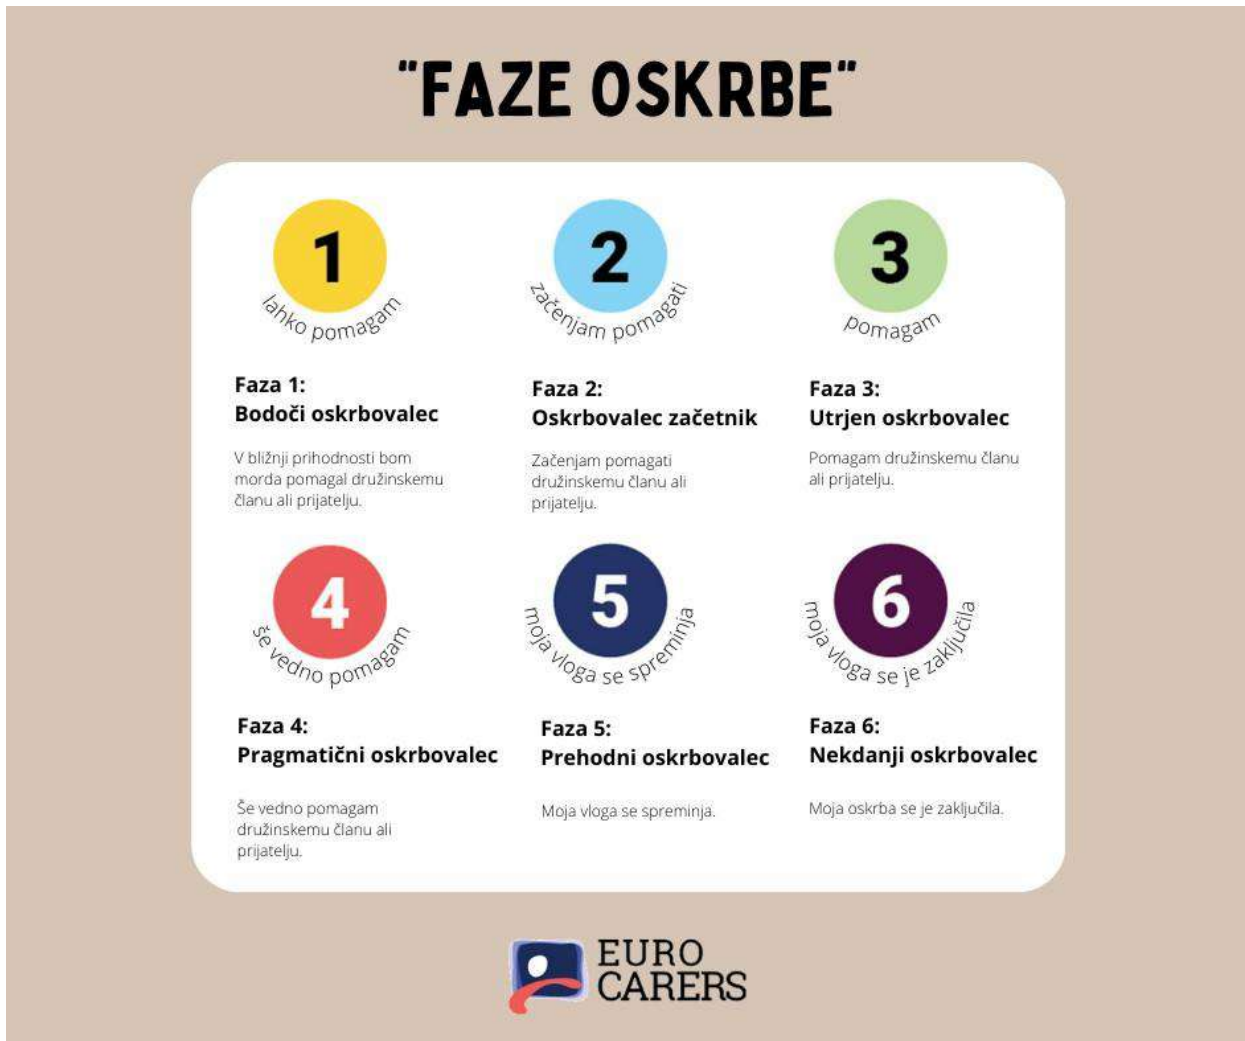 "FAZE OSKRBE"
1
lahko pomagam
Faza 1:
Bodoči oskrbovalec
V bližnji prihodnosti bom
morda pomagal družinskemu
članu ali prijatelju.
2
začenjam pomagati
Faza 2:
Oskrbovalec začetnik
Začenjam pomagati
družinskemu članu ali
prijatelju.
3
pomagam
Faza 3:
Utrjen oskrbovalec
Pomagam družinskemu članu
ali prijatelju.
4
še vedno pomagam
Faza 4:
Pragmatični oskrbovalec
Še vedno pomagam
družinskemu članu ali
prijatelju.
5
moja vloga se spreminja
Faza 5:
Prehodni oskrbovalec
Moja vloga se spreminja.
6
moja vloga se je zaključila
Faza 6:
Nekdanji oskrbovalec
Moja oskrba se je zaključila.
EURO
CARERS